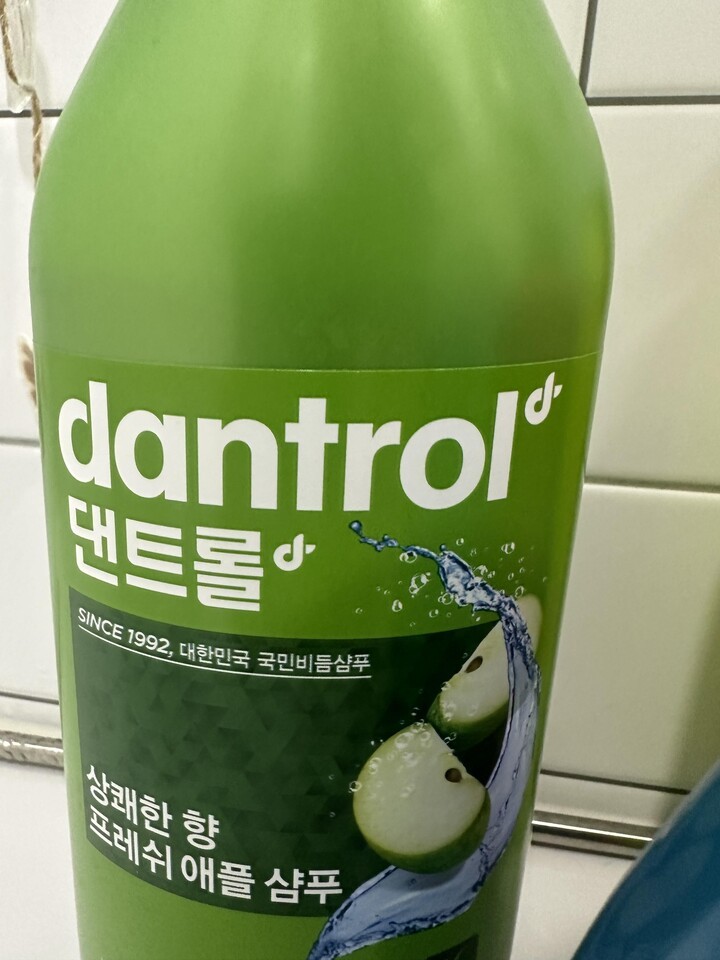 dantrol
댄트롤
SINCE 1992, 대한민국 국민비듬샴푸
상쾌한 향
프레쉬 애플 샴푸